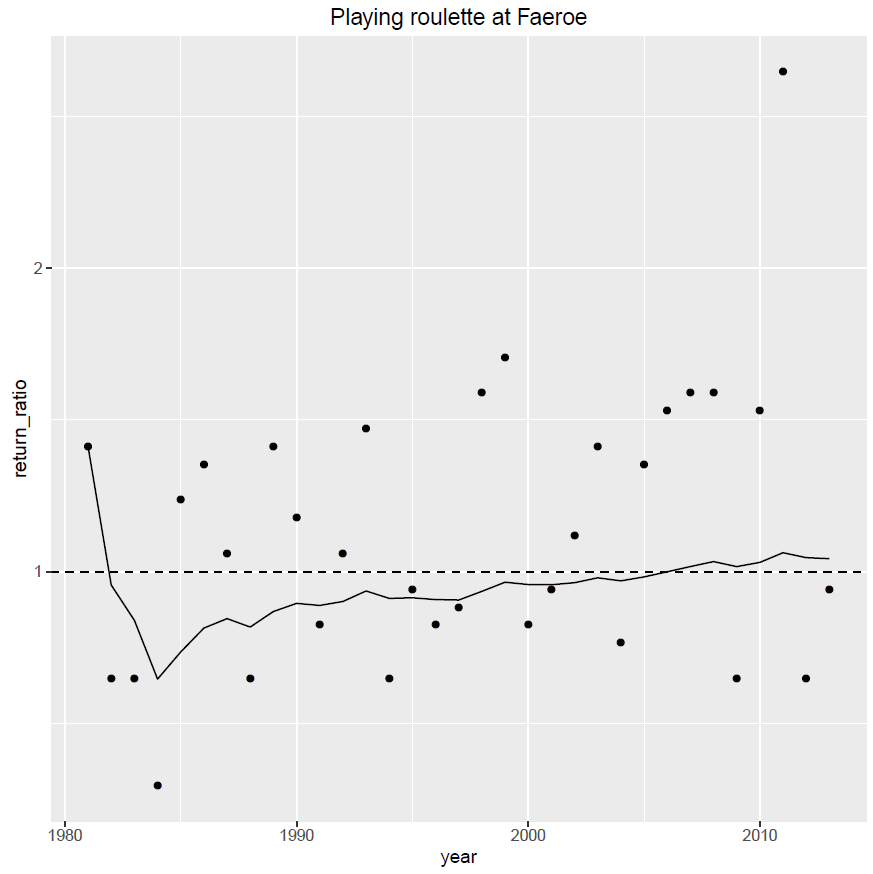 Playing roulette at Faeroe
return_ratio
2
1
1980 1990 2000 2010
year